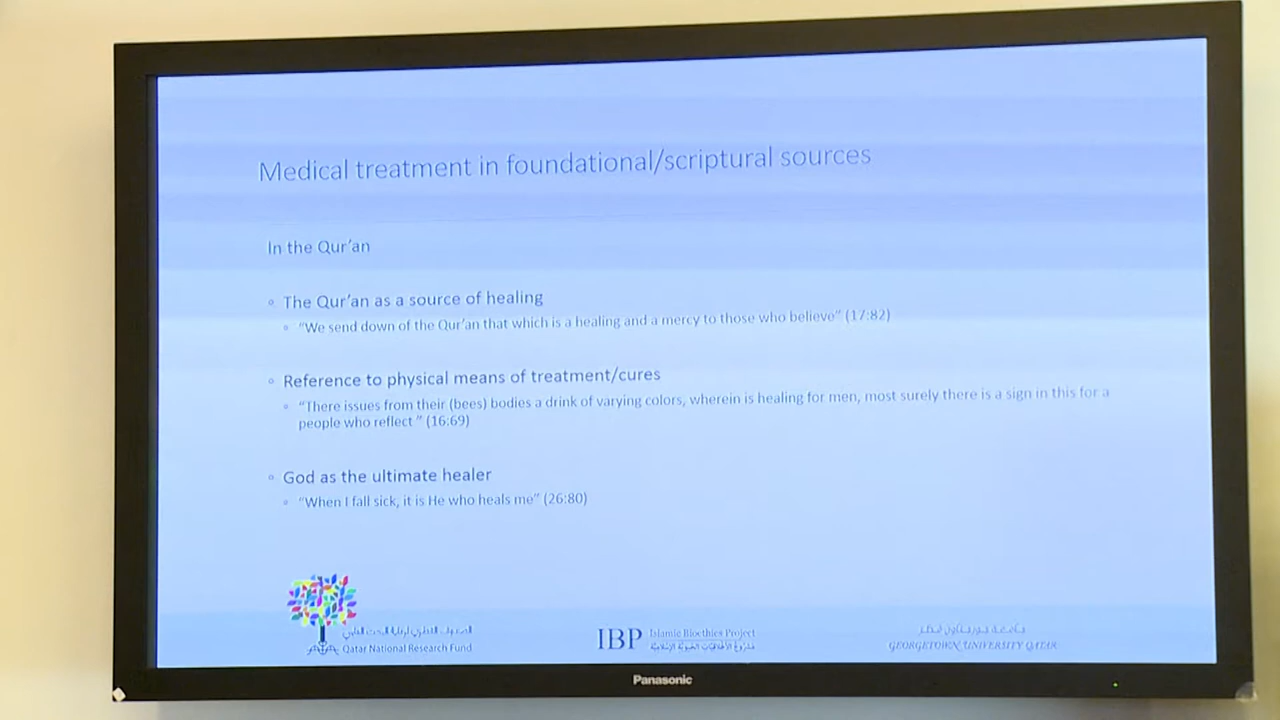 Medical treatment in foundational/scriptural sources
In the Qur’an
The Qur’an as a source of healing
“We send down of the Qur’an that which is a healing and a mercy to those who believe” (17:82)
Reference to physical means of treatment/cures
“There issues from their (bees) bodies a drink of varying colors, wherein is healing for men, most surely there is a sign in this for a
people who reflect ” (16:69)
God as the ultimate healer
“When I fall sick, it is He who heals me” (26:80)
Qatar National Research Fund
IBP Islamic Bioethics Project
GEORGETOWN UNIVERSITY QATAR
Panasonic